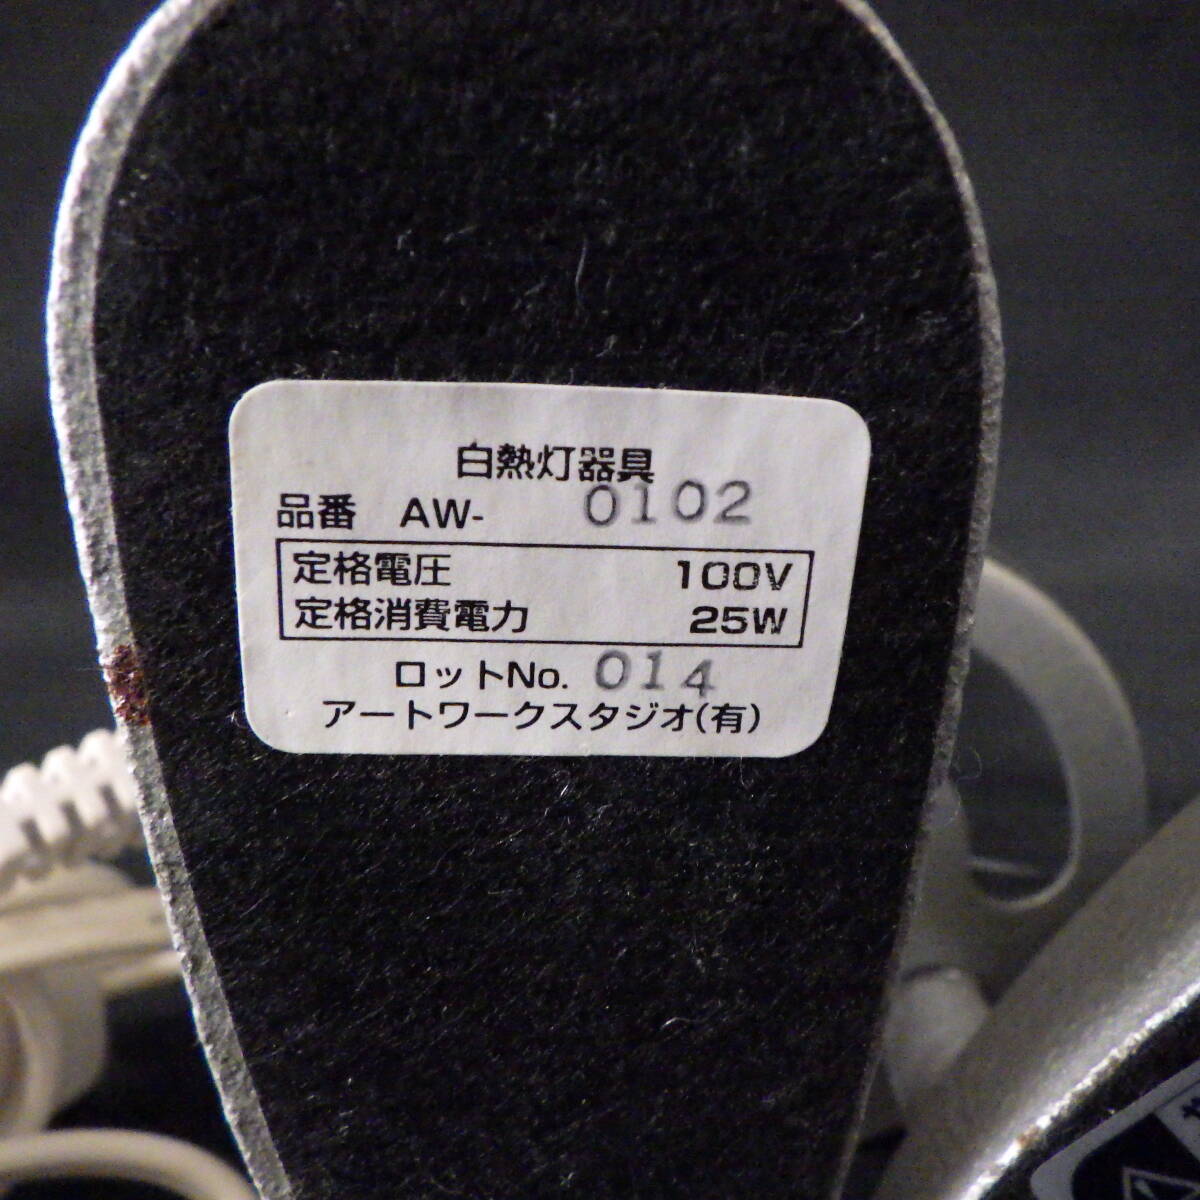 白熱灯器具
品番 AW- 0102
定格電圧 100V
定格消費電力 25W
ロットNo. 014
アートワークスタジオ(有)